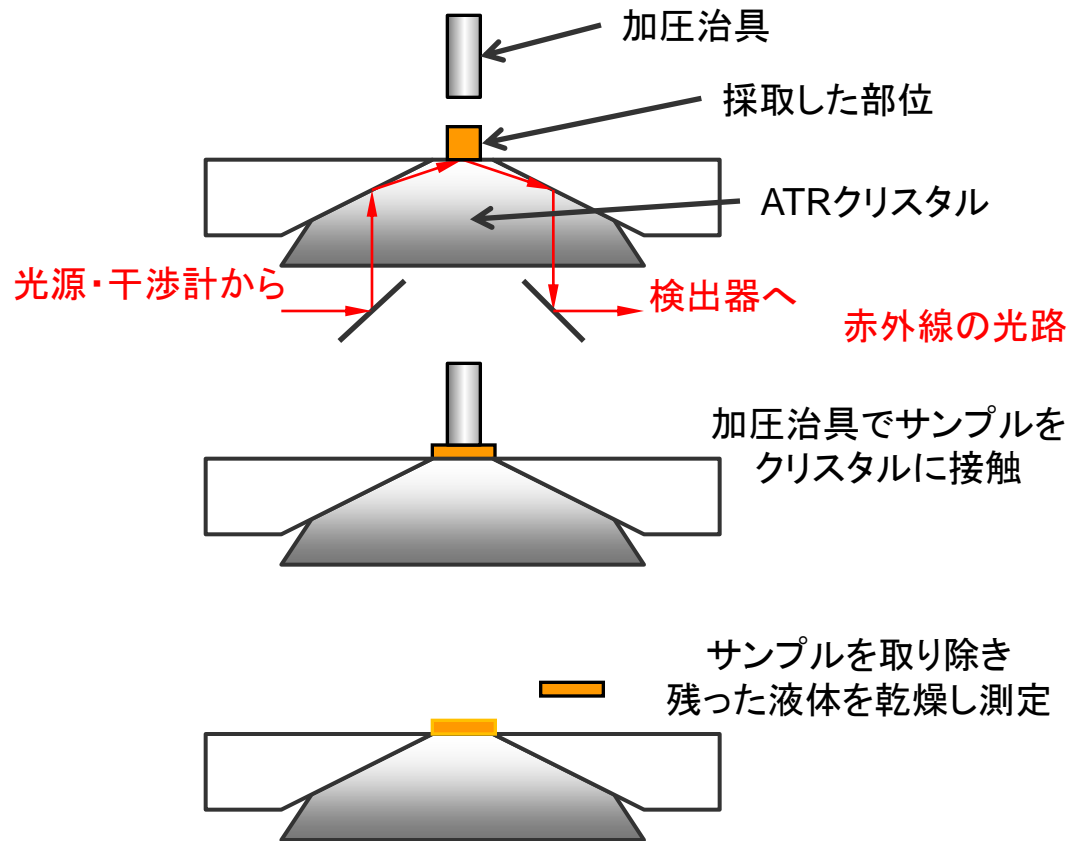 加圧治具
採取した部位
ATRクリスタル
光源・干渉計から
検出器へ
赤外線の光路
加圧治具でサンプルを
クリスタルに接触
サンプルを取り除き
残った液体を乾燥し測定